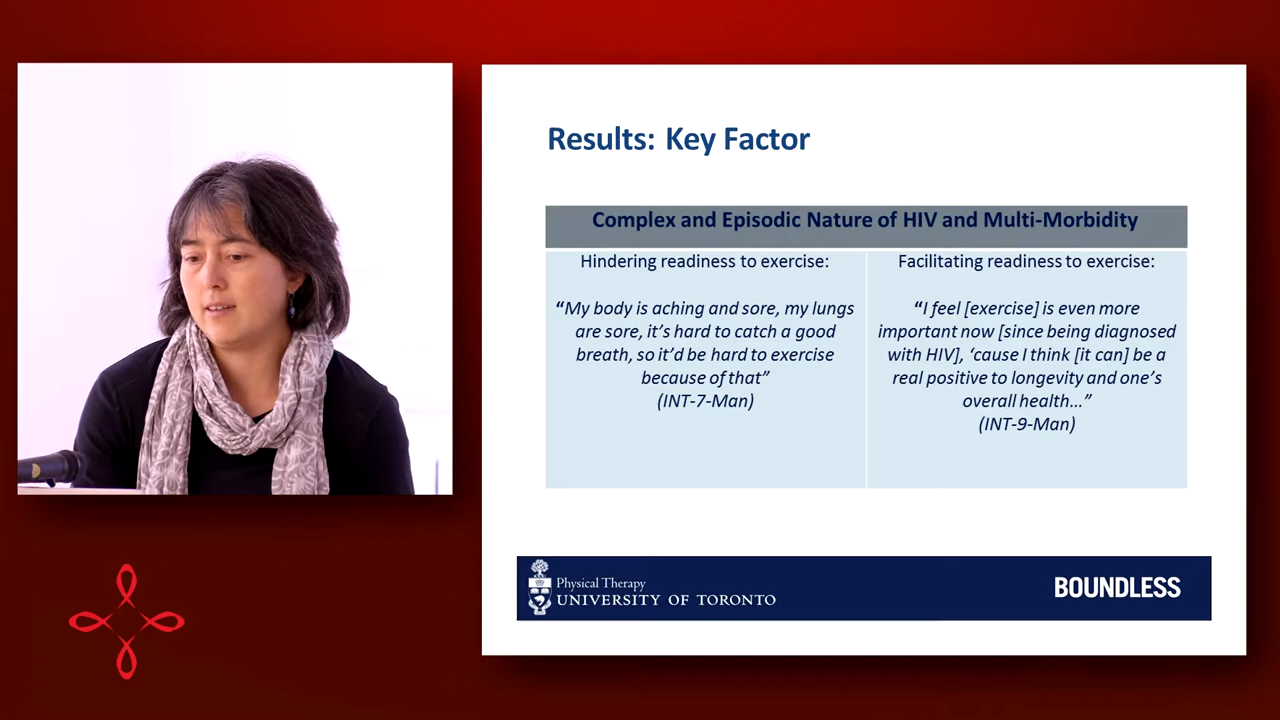 Results: Key Factor
Complex and Episodic Nature of HIV and Multi-Morbidity
Hindering readiness to exercise:
“My body is aching and sore, my lungs
are sore, it’s hard to catch a good
breath, so it’d be hard to exercise
because of that”
(INT-7-Man)
Facilitating readiness to exercise:
“I feel [exercise] is even more
important now [since being diagnosed
with HIV], ‘cause I think [it can] be a
real positive to longevity and one’s
overall health…”
(INT-9-Man)
Physical Therapy
UNIVERSITY OF TORONTO
BOUNDLESS